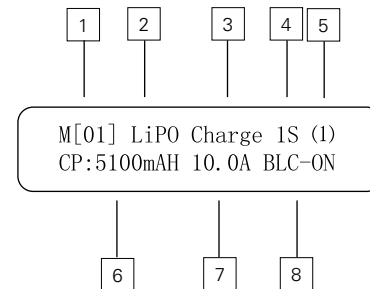 1 2 3 4 5
M[01] LiPO Charge 1S (1)
CP:5100mAH 10.0A BLC-ON
6 7 8